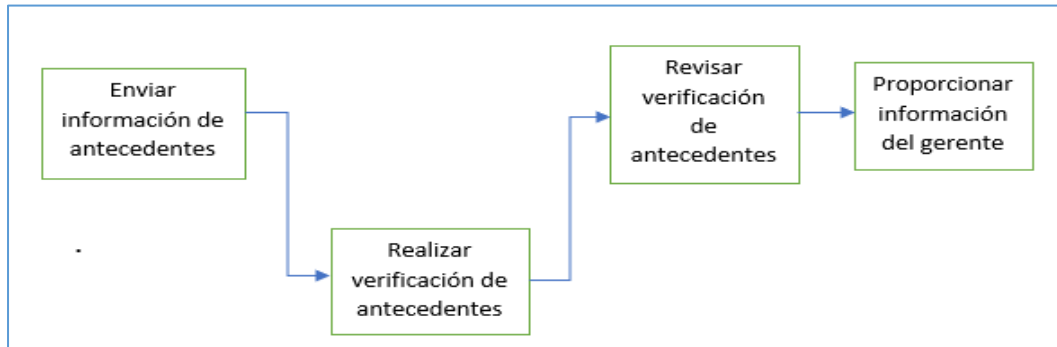 Enviar
información de
antecedentes
Realizar
verificación de
antecedentes
Revisar
verificación
de
antecedentes
Proporcionar
información
del gerente